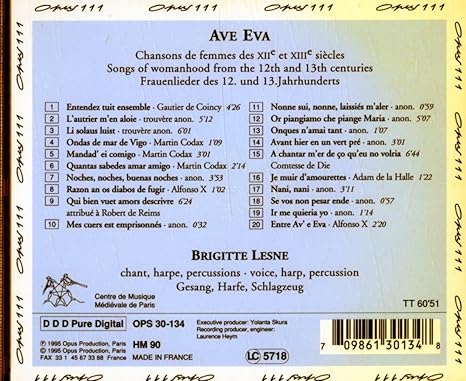 Opus 111 Opus 111 Opus 111 Opus 111
AVE EVA
Chansons de femmes des XIIe et XIIIe siècles
Songs of womanhood from the 12th and 13th centuries
Frauenlieder des 12. und 13.Jahrhunderts
1 Entendez tuit ensemble - Gautier de Coincy 4'26
2 L'autrier m'en aloie - trouvère anon. 5'12
3 Li solaus luist - trouvère anon. 6'01
4 Ondas de mar de Vigo - Martin Codax 1'09
5 Mandad' ei comigo - Martin Codax 3'01
6 Quantas sabedes amar amigo - Martin Codax 2'14
7 Noches, noches, buenas noches - anon. 3'53
8 Razon an os diabos de fugir - Alfonso X 1'02
9 Qui bien vuet amors descrivre 6'24
attribué à Robert de Reims
10 Mes cuers est emprisonnés - anon. 0'32
11 Nonne sui, nonne, laissiés m'aler - anon. 0'59
12 Or piangiamo che piange Maria - anon. 5'07
13 Onques n'amai tant - anon. 1'07
14 Avant hier en un vert pré - anon. 3'01
15 A chantar m'er de ço qu'eu no volria 6'44
Comtesse de Die
16 Je muir d'amourettes - Adam de la Halle 1'22
17 Nani, nani - anon. 3'11
18 Se vos non pesar ende - anon. 0'57
19 Ir me queria yo - anon. 1'14
20 Entre Av' e Eva - Alfonso X 2'20
BRIGITTE LESNE
chant, harpe, percussions - voice, harp, percussion
Gesang, Harfe, Schlagzeug
Centre de Musique
Médiévale de Paris
TT 60'51
D D D Pure Digital
OPS 30-134
Executive producer: Yolanta Skura
Recording producer, engineer:
Laurence Heym
℗ 1995 Opus Production, Paris
© 1995 Opus Production, Paris
FAX 33 1 45 67 33 88
HM 90
MADE IN FRANCE
LC 5718
7 09861 30134 8